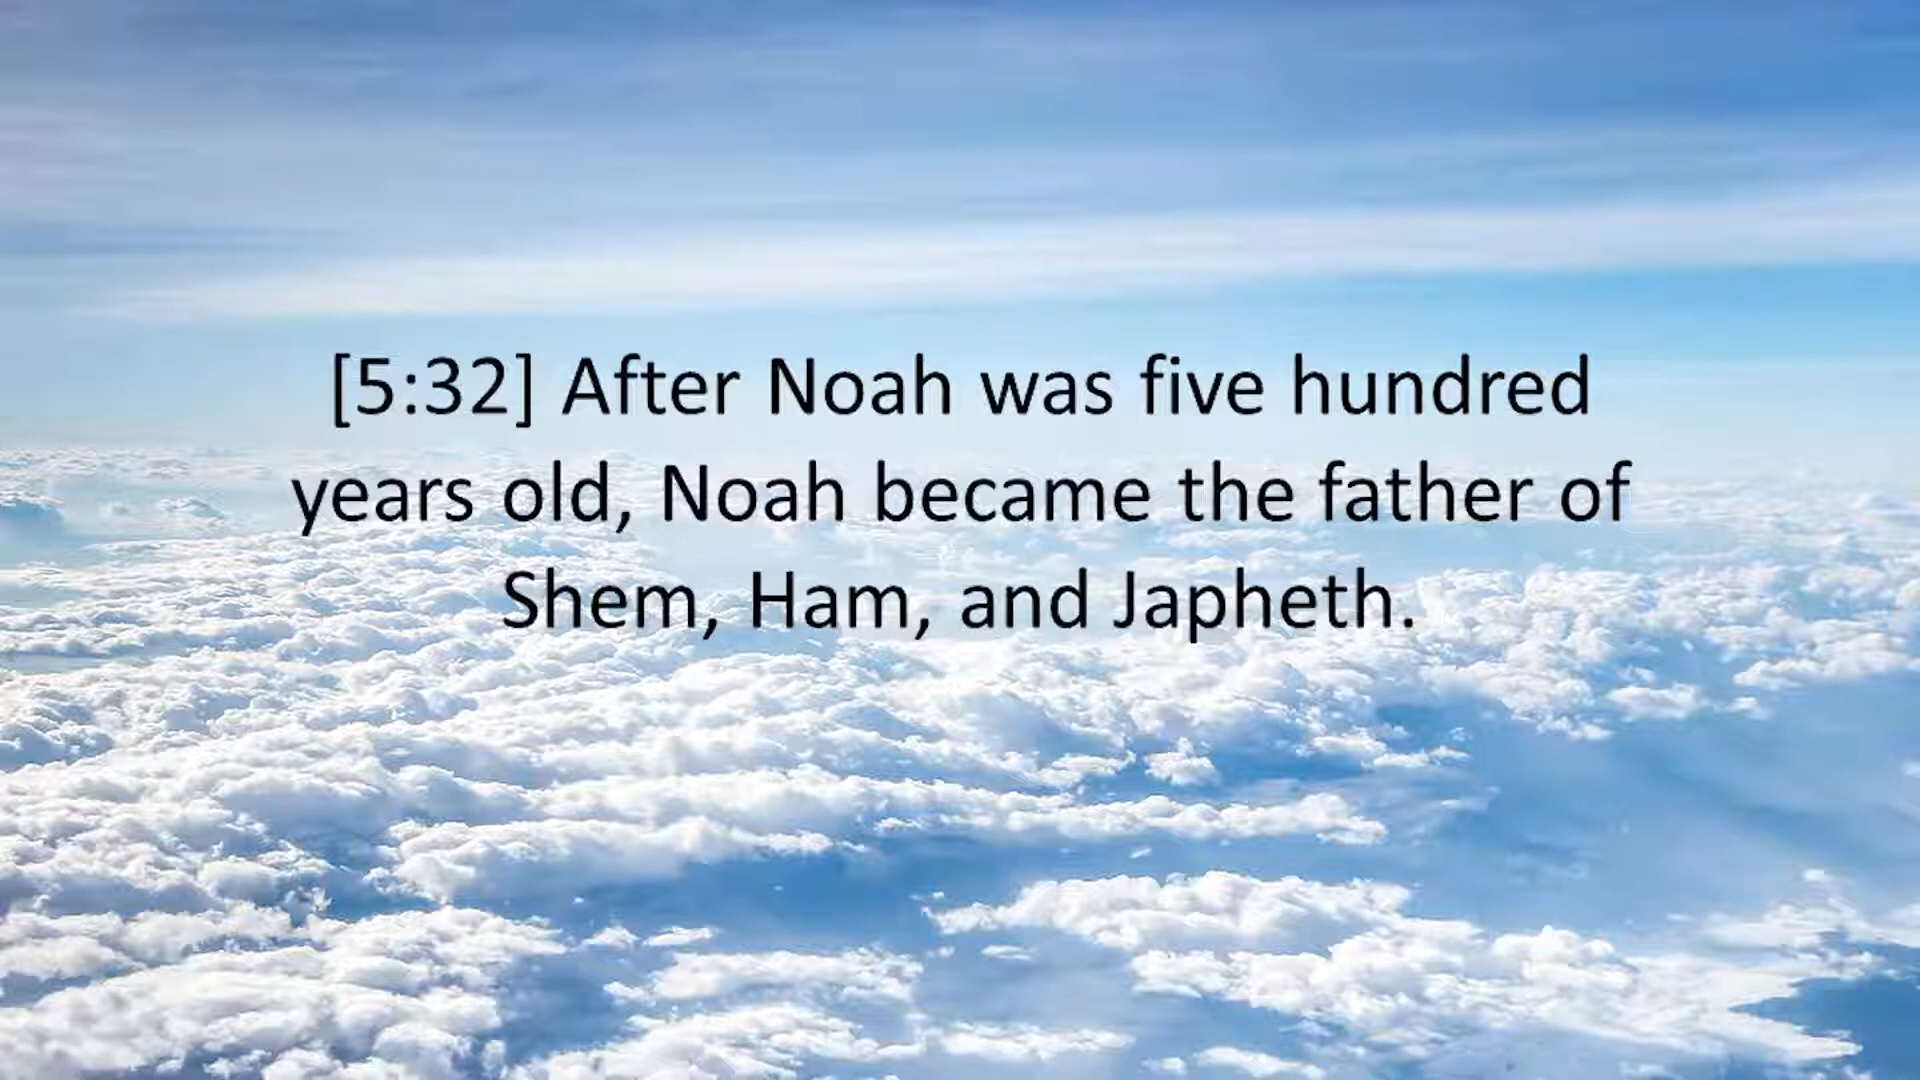 [5:32] After Noah was five hundred
years old, Noah became the father of
Shem, Ham, and Japheth.